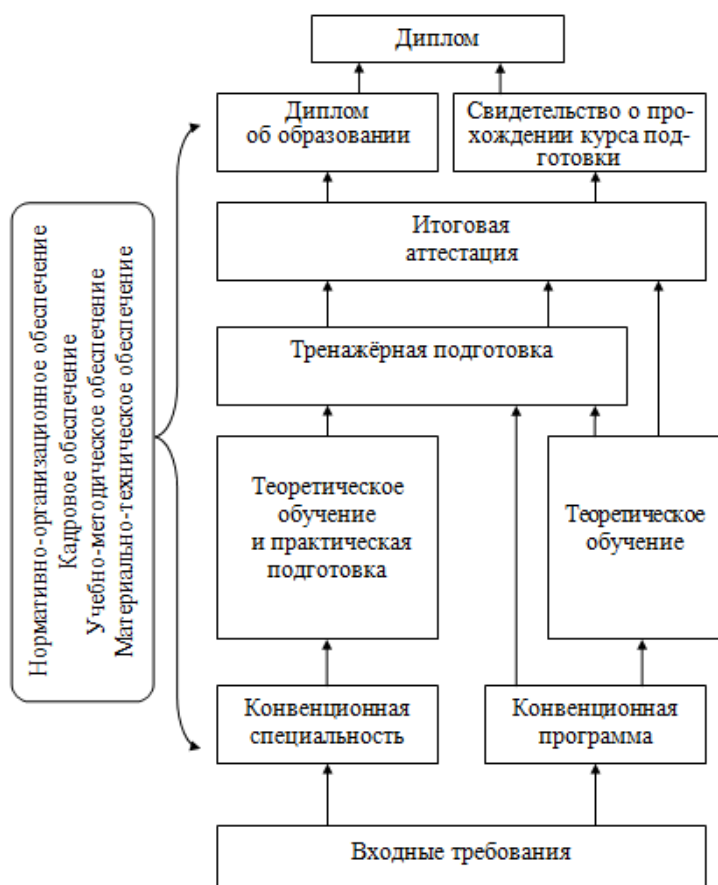 Диплом
Диплом
об образовании
Свидетельство о про-
хождении курса под-
готовки
Итоговая
аттестация
Тренажёрная подготовка
Теоретическое
обучение
и практическая
подготовка
Теоретическое
обучение
Конвенционная
специальность
Конвенционная
программа
Входные требования
Нормативно-организационное обеспечение
Кадровое обеспечение
Учебно-методическое обеспечение
Материально-техническое обеспечение